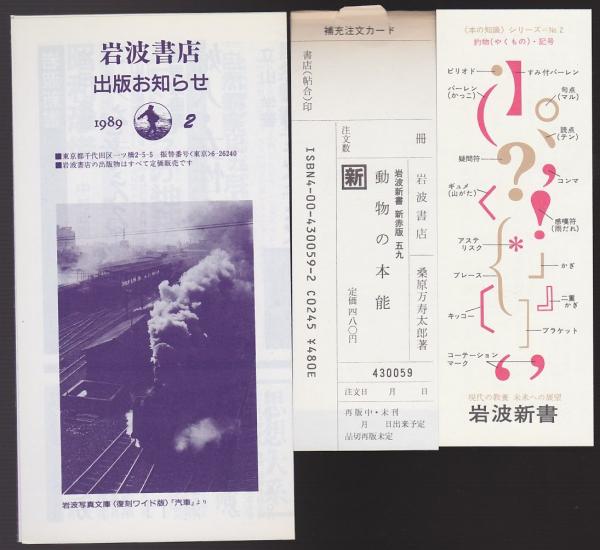 岩波書店
出版お知らせ
1989 2
■東京都千代田区一ツ橋2-5-5 振替番号〈東京〉6-26240
■岩波書店の出版物はすべて定価販売です
岩波写真文庫〈復刻ワイド版〉『汽車』より
補充注文カード
書店(帖合)印
注文数
冊
ISBN4-00-430059-2 C0245 ¥480E
新
岩波新書 新赤版 五九
動物の本能
定価四八〇円
岩波書店
桑原万寿太郎著
430059
注文日 月 日
再版中・未刊
月 日出来予定
品切再版未定
〈本の知識〉シリーズ—No.2
約物(やくもの)・記号
ピリオド
すみ付パーレン
パーレン
(かっこ)
句点
(マル)
読点
(テン)
疑問符
コンマ
ギュメ
(山がた)
感嘆符
(雨だれ)
アステ
リスク
かぎ
ブレース
二重
かぎ
キッコー
ブラケット
コーテーション
マーク
現代の教養 未来への展望
岩波新書